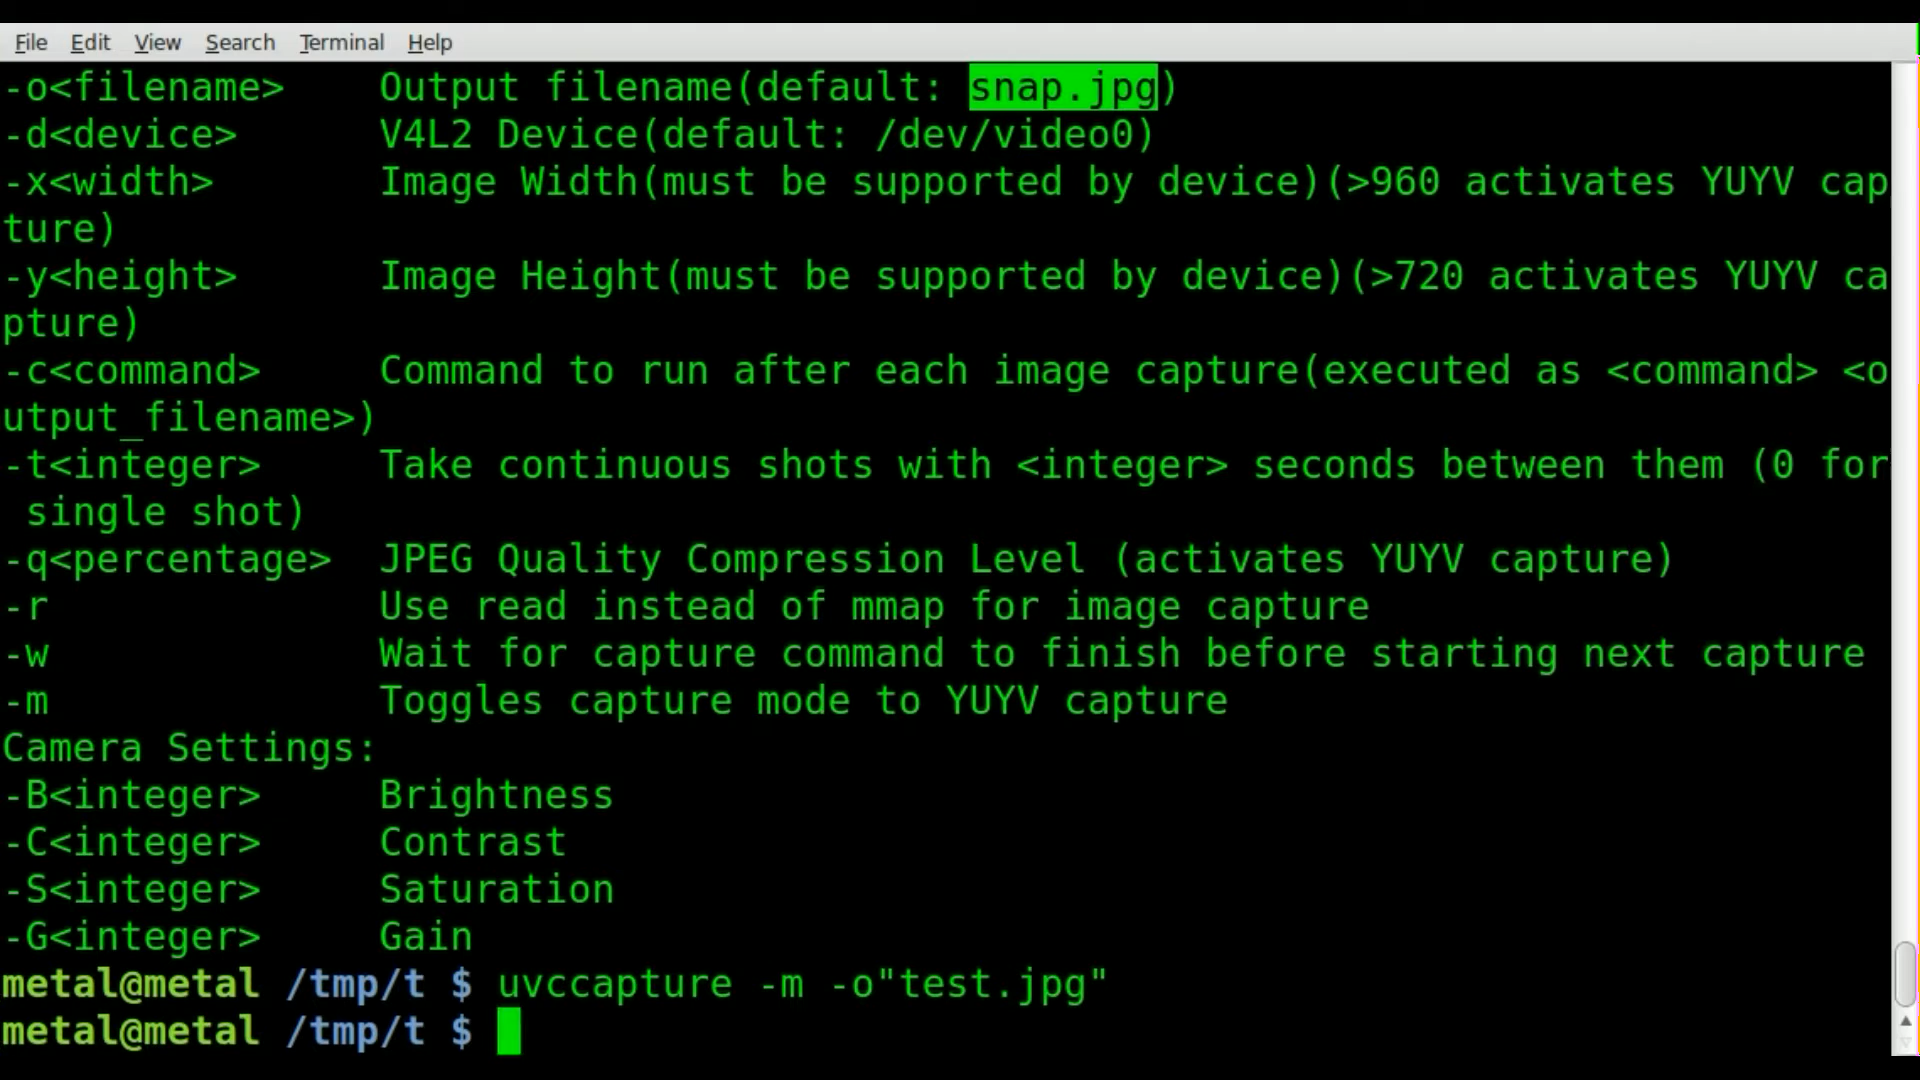 File Edit View Search Terminal Help
-o<filename>    Output filename(default: snap.jpg)
-d<device>      V4L2 Device(default: /dev/video0)
-x<width>       Image Width(must be supported by device)(>960 activates YUYV cap
ture)
-y<height>      Image Height(must be supported by device)(>720 activates YUYV ca
pture)
-c<command>     Command to run after each image capture(executed as <command> <o
utput_filename>)
-t<integer>     Take continuous shots with <integer> seconds between them (0 for
 single shot)
-q<percentage>  JPEG Quality Compression Level (activates YUYV capture)
-r              Use read instead of mmap for image capture
-w              Wait for capture command to finish before starting next capture
-m              Toggles capture mode to YUYV capture
Camera Settings:
-B<integer>     Brightness
-C<integer>     Contrast
-S<integer>     Saturation
-G<integer>     Gain
metal@metal /tmp/t $ uvccapture -m -o"test.jpg"
metal@metal /tmp/t $